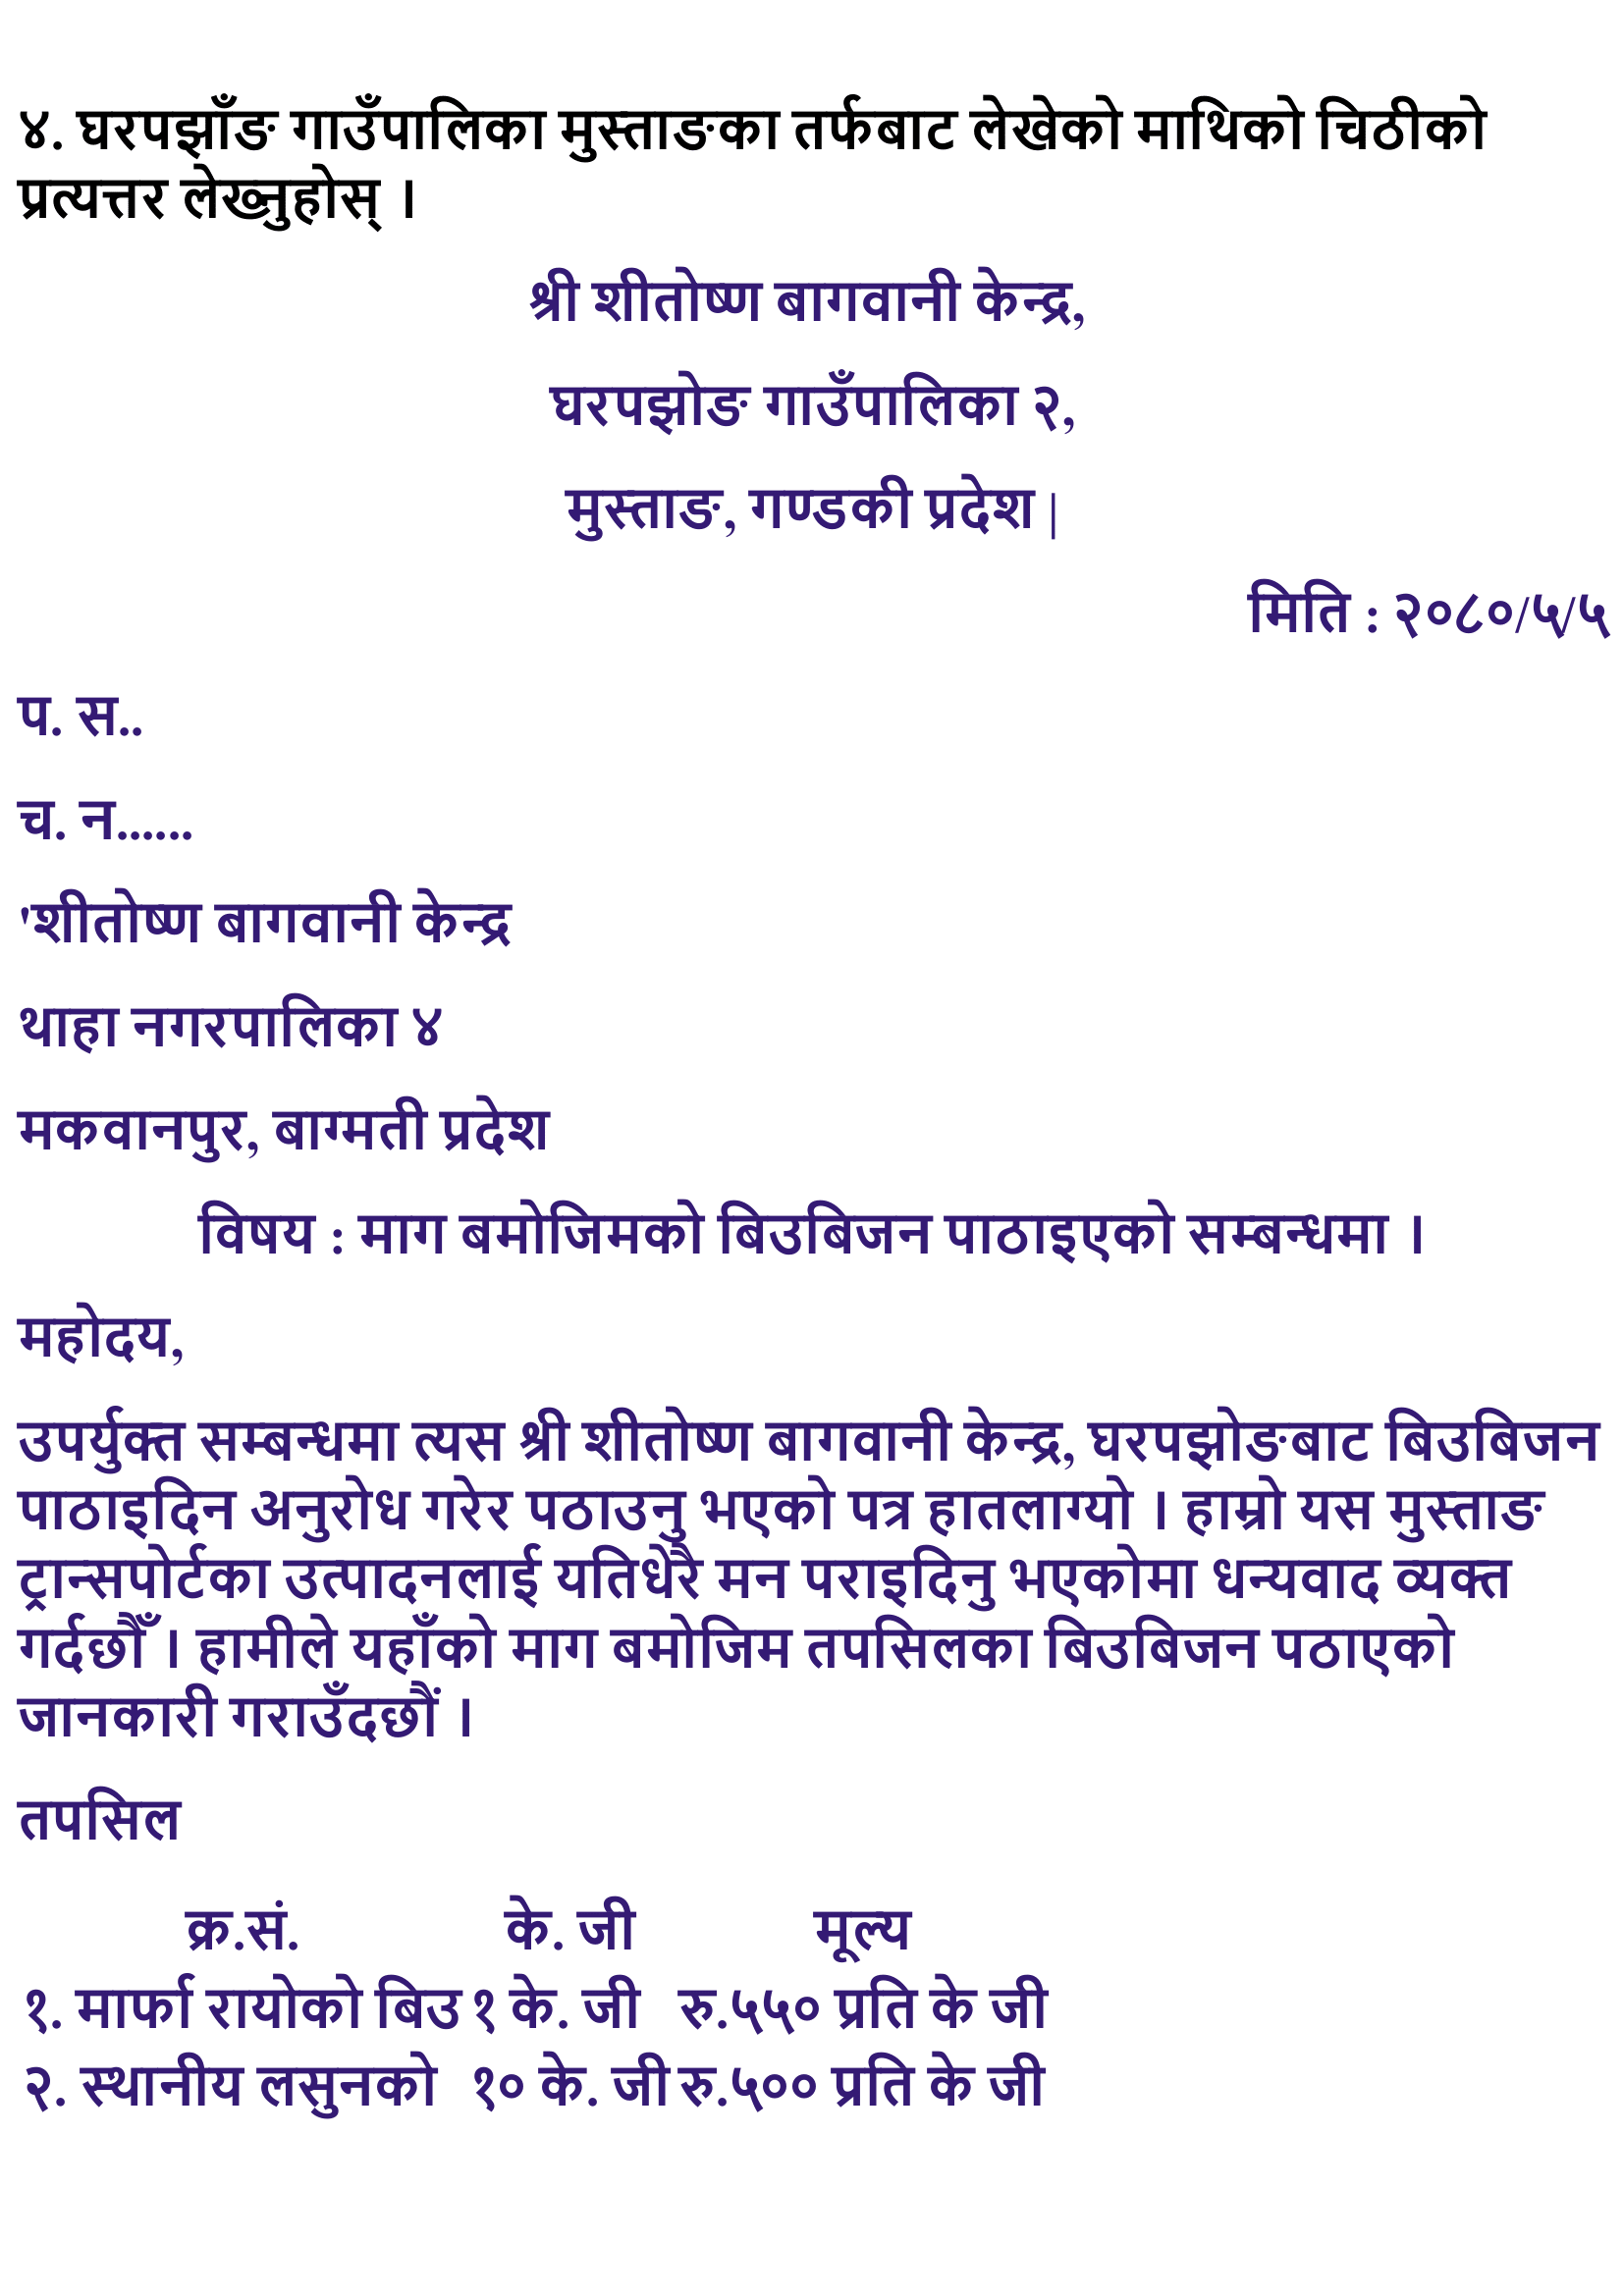 ४. घरपझाँङ गाउँपालिका मुस्ताङका तर्फबाट लेखेको माथिको चिठीको
प्रत्यत्तर लेख्नुहोस् ।
श्री शीतोष्ण बागवानी केन्द्र,
घरपझोङ गाउँपालिका २,
मुस्ताङ, गण्डकी प्रदेश |
मिति : २०८०/५/५
प. स..
च. न......
'शीतोष्ण बागवानी केन्द्र
थाहा नगरपालिका ४
मकवानपुर, बाग्मती प्रदेश
विषय : माग बमोजिमको बिउबिजन पाठाइएको सम्बन्धमा ।
महोदय,
उपर्युक्त सम्बन्धमा त्यस श्री शीतोष्ण बागवानी केन्द्र, घरपझोङबाट बिउबिजन
पाठाइदिन अनुरोध गरेर पठाउनु भएको पत्र हातलाग्यो । हाम्रो यस मुस्ताङ
ट्रान्सपोर्टका उत्पादनलाई यतिधेरै मन पराइदिनु भएकोमा धन्यवाद व्यक्त
गर्दछौँ । हामीले यहाँको माग बमोजिम तपसिलका बिउबिजन पठाएको
जानकारी गराउँदछौं ।
तपसिल
क्र.सं. के. जी मूल्य
१. मार्फा रायोको बिउ १ के. जी रु.५५० प्रति के जी
२. स्थानीय लसुनको १० के. जी रु.५०० प्रति के जी